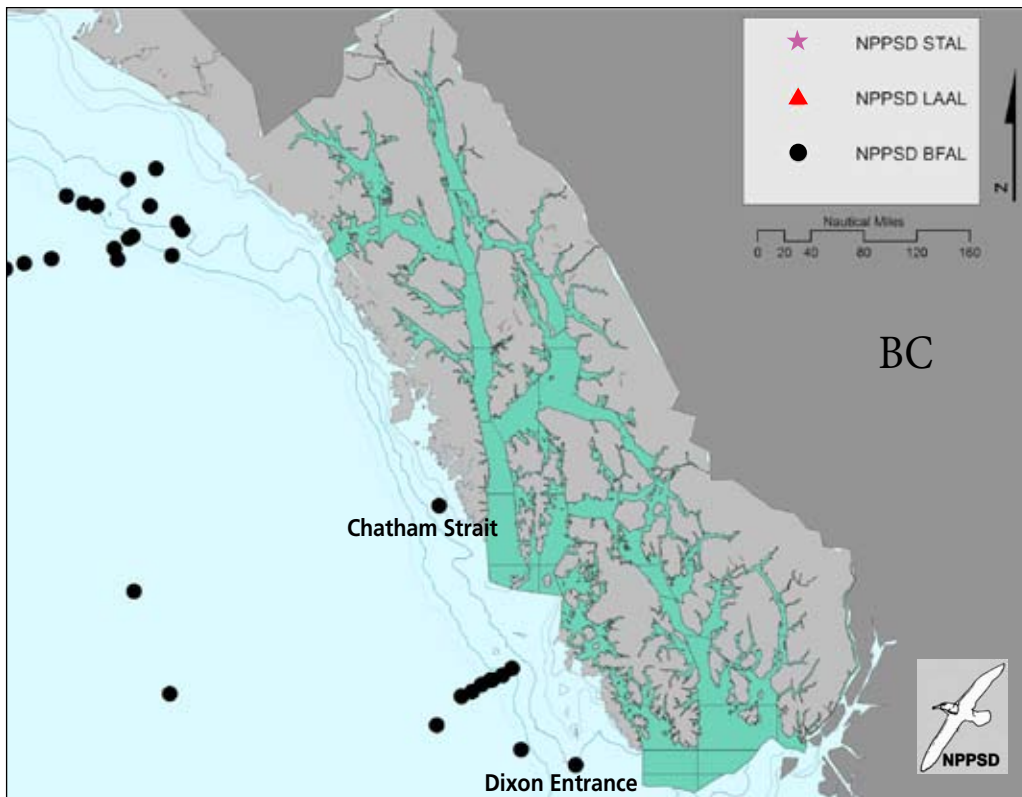 NPPSD STAL
NPPSD LAAL
NPPSD BFAL
N
Nautical Miles
0 20 40 80 120 160
BC
Chatham Strait
Dixon Entrance
NPPSD